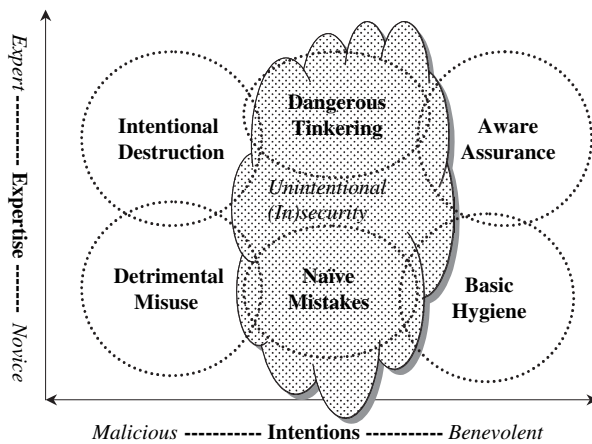 Expert
Expertise
Novice
Intentional
Destruction
Dangerous
Tinkering
Aware
Assurance
Unintentional
(In)security
Detrimental
Misuse
Naïve
Mistakes
Basic
Hygiene
Malicious ----------- Intentions ----------- Benevolent